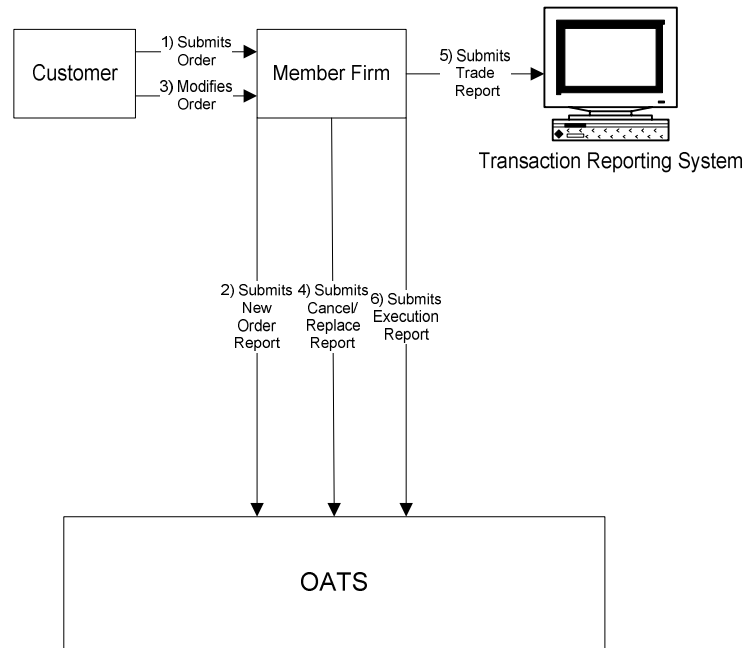 Customer
1) Submits
Order
3) Modifies
Order
Member Firm
5) Submits
Trade
Report
Transaction Reporting System
2) Submits
New
Order
Report
4) Submits
Cancel/
Replace
Report
6) Submits
Execution
Report
OATS